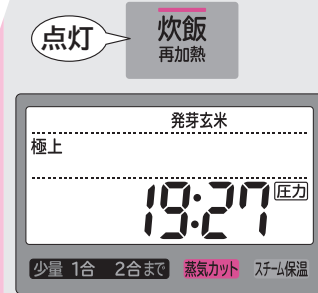 点灯
炊飯
再加熱
発芽玄米
極上
19:27 圧力
少量 1合 2合まで 蒸気カット スチーム保温